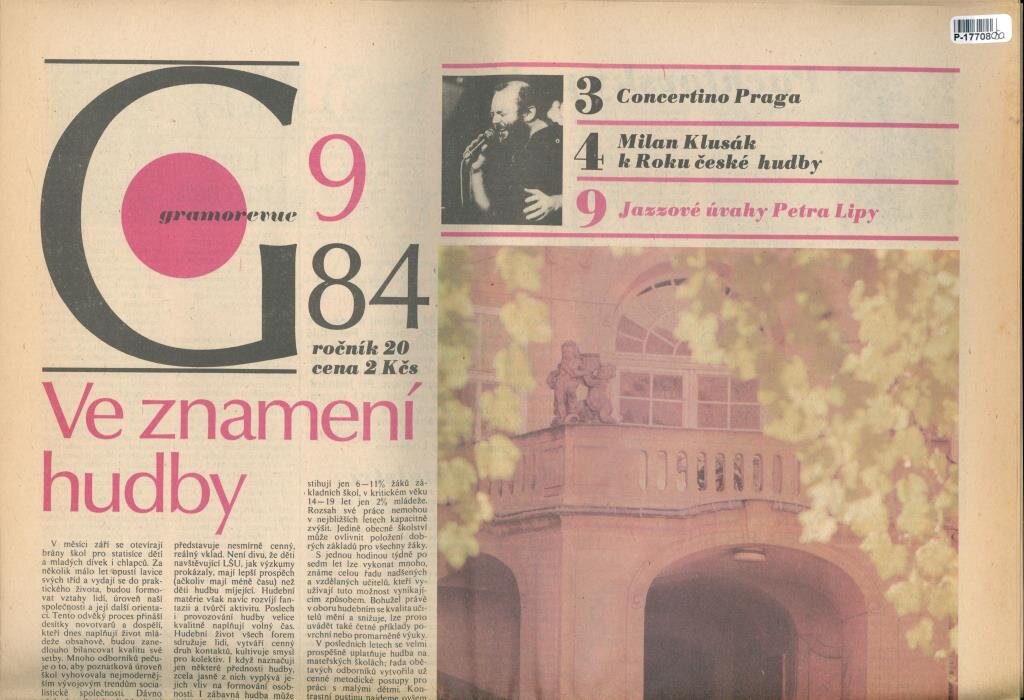 P-177080
gramorevue
9
84
ročník 20
cena 2 Kčs
3 Concertino Praga
4 Milan Klusák
k Roku české hudby
9 Jazzové úvahy Petra Lipy
Ve znamení
hudby
V měsíci září se otevírají
brány škol pro statisíce dětí
a mladých dívek i chlapců. Za
několik málo let opustí lavice
svých tříd a vydají se do prak-
tického života, budou formo-
vat vztahy lidí, úroveň naší
společnosti a její další orienta-
ci. Tento odvěký proces přináší
desítky novotvarů a dospělí,
kteří dnes naplňují život mlá-
deže obsahově, budou zane-
dlouho bilancovat kvalitu své
setby. Mnoho odborníků peču-
je o to, aby poznatková úroveň
škol vyhovovala nejmoderněj-
ším vývojovým trendům socia-
listické společnosti. Dávno
představuje nesmírně cenný,
reálný vklad. Není divu, že děti
navštěvující LŠU, jak výzkumy
prokázaly, mají lepší prospěch
(ačkoliv mají méně času) než
děti hudbu míjející. Hudební
matérie však navíc rozvíjí fan-
tazii a tvůrčí aktivitu. Poslech
i provozování hudby velice
kvalitně naplňují volný čas.
Hudební život všech forem
sdružuje lidi, vytváří cenný
druh kontaktů, kultivuje smysl
pro kolektiv. I když naznačuji
jen některé přednosti hudby,
zcela jasně z nich vyplývá je-
jich vliv na formování osob-
nosti. I zábavná hudba může
stihují jen 6—11% žáků zá-
kladních škol, v kritickém věku
14—19 let jen 2% mládeže.
Rozsah své práce nemohou
v nejbližších letech kapacitně
zvýšit. Jedině obecné školství
může ovlivnit položení dob-
rých základů pro všechny žáky.
S jednou hodinou týdně po
sedm let lze vykonat mnoho,
známe celou řadu nadšených
a vzdělaných učitelů, kteří vy-
užívají tuto možnost vynikají-
cím způsobem. Bohužel právě
v oboru hudebním se kvalita uči-
telů mění a snižuje, lze proto
uvádět také četné příklady po-
vrchní nebo promarněné výuky.
V posledních letech se velmi
prospěšně uplatňuje hudba na
mateřských školách; řada obě-
tavých odborníků vytvořila už
cenné metodické postupy pro
práci s malými dětmi. Kon-
trastní pustinu najdeme ovšem